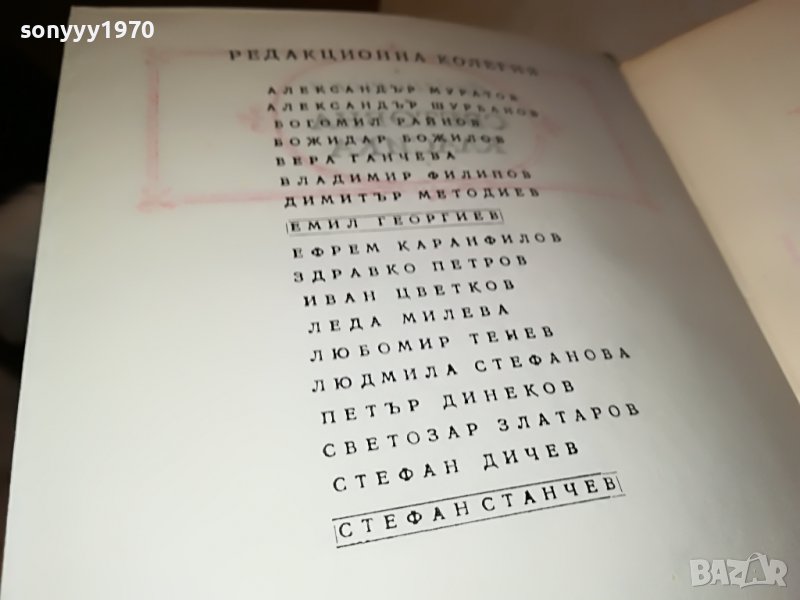 sonyyy1970
РЕДАКЦИОННА КОЛЕГИЯ
АЛЕКСАНДЪР МУРАТОВ
АЛЕКСАНДЪР ШУРБАНОВ
БОГОМИЛ РАЙНОВ
БОЖИДАР БОЖИЛОВ
ВЕРА ГАНЧЕВА
ВЛАДИМИР ФИЛИПОВ
ДИМИТЪР МЕТОДИЕВ
ЕМИЛ ГЕОРГИЕВ
ЕФРЕМ КАРАНФИЛОВ
ЗДРАВКО ПЕТРОВ
ИВАН ЦВЕТКОВ
ЛЕДА МИЛЕВА
ЛЮБОМИР ТЕНЕВ
ЛЮДМИЛА СТЕФАНОВА
ПЕТЪР ДИНЕКОВ
СВЕТОЗАР ЗЛАТАРОВ
СТЕФАН ДИЧЕВ
СТЕФАН СТАНЧЕВ
BAZAR